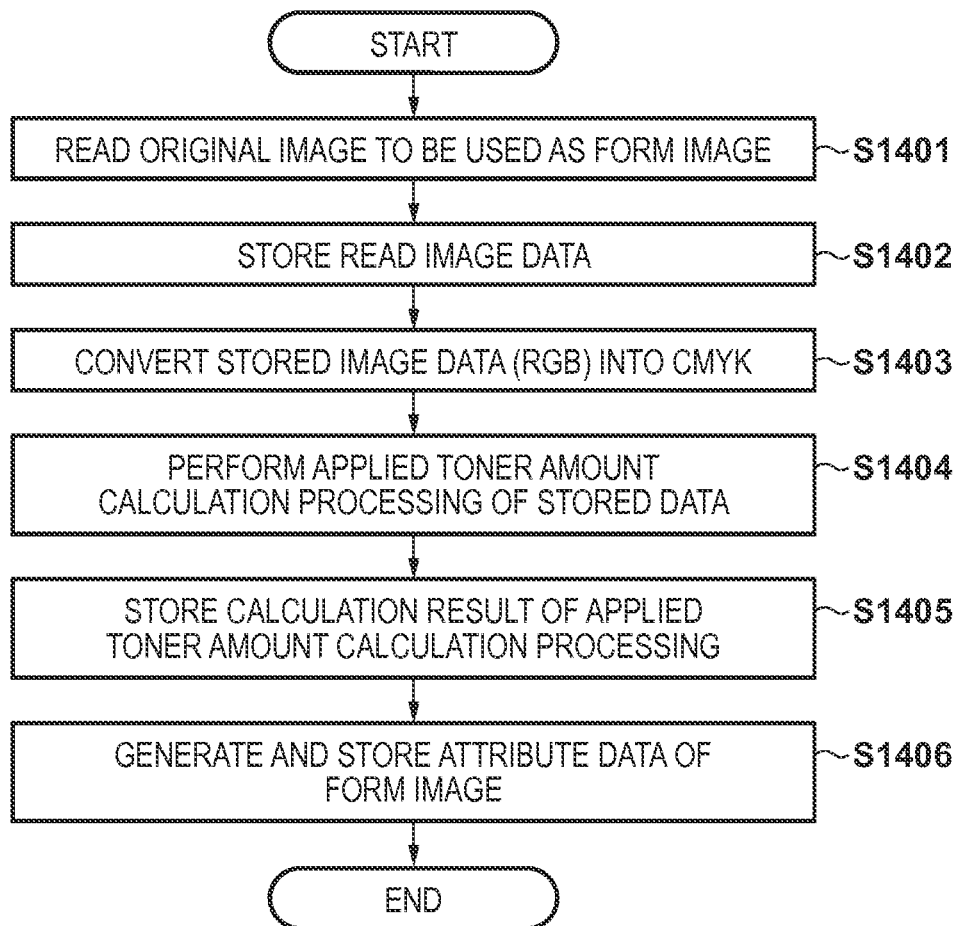 START
READ ORIGINAL IMAGE TO BE USED AS FORM IMAGE
S1401
STORE READ IMAGE DATA
S1402
CONVERT STORED IMAGE DATA (RGB) INTO CMYK
S1403
PERFORM APPLIED TONER AMOUNT
CALCULATION PROCESSING OF STORED DATA
S1404
STORE CALCULATION RESULT OF APPLIED
TONER AMOUNT CALCULATION PROCESSING
S1405
GENERATE AND STORE ATTRIBUTE DATA OF
FORM IMAGE
S1406
END